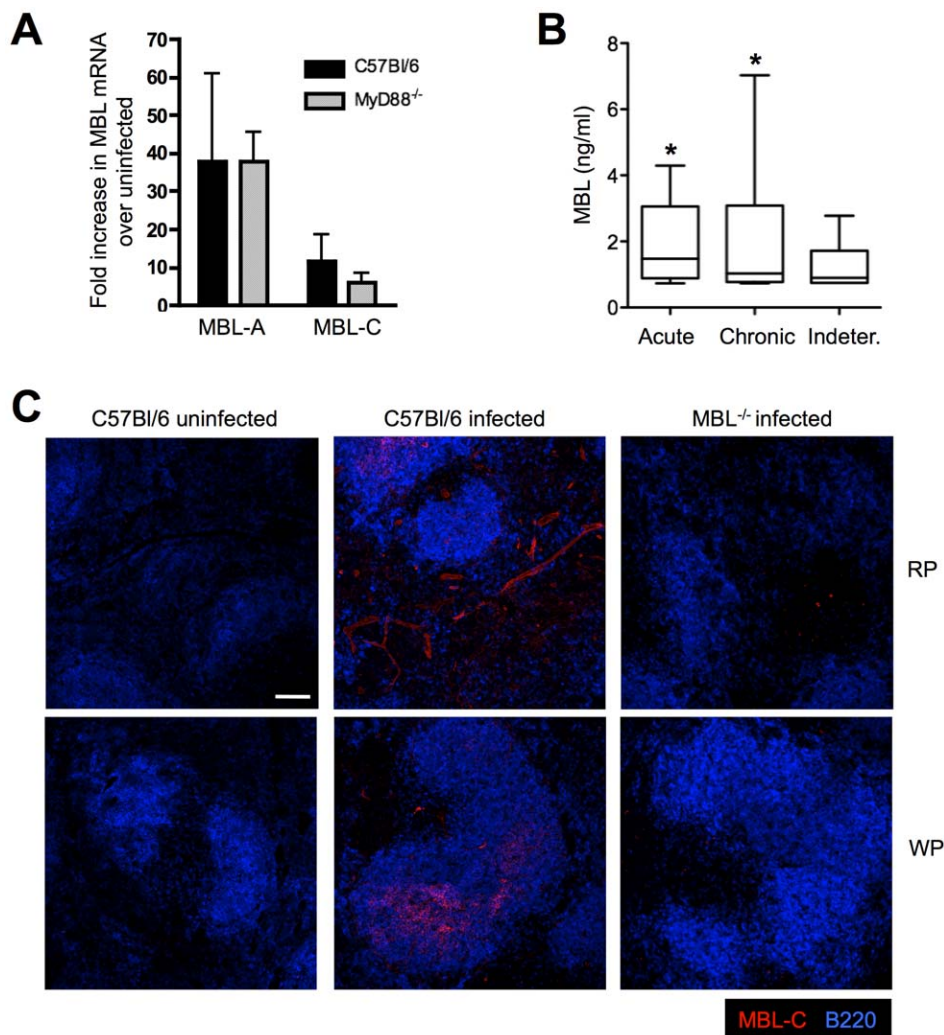 A
Fold increase in MBL mRNA
over uninfected
70
60
50
40
30
20
10
0
C57Bl/6
MyD88-/-
MBL-A MBL-C
B
MBL (ng/ml)
8
6
4
2
0
*
*
Acute Chronic Indeter.
C
C57Bl/6 uninfected C57Bl/6 infected MBL-/- infected
RP
WP
MBL-C B220